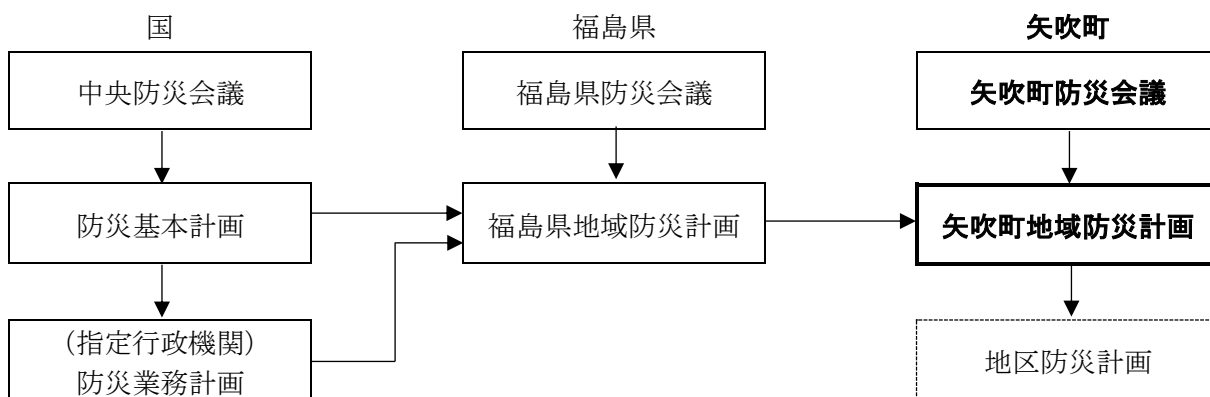 国
福島県
矢吹町
中央防災会議
福島県防災会議
矢吹町防災会議
防災基本計画
福島県地域防災計画
矢吹町地域防災計画
(指定行政機関)
防災業務計画
地区防災計画